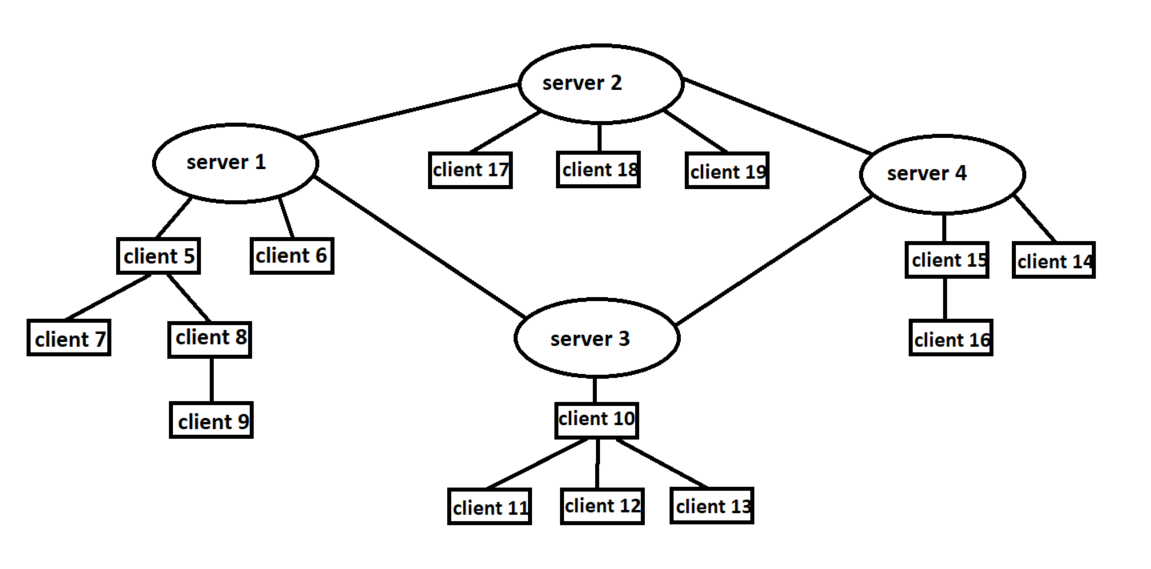 server 2
server 1
client 17
client 18
client 19
server 4
client 5
client 6
client 15
client 14
client 7
client 8
server 3
client 16
client 9
client 10
client 11
client 12
client 13